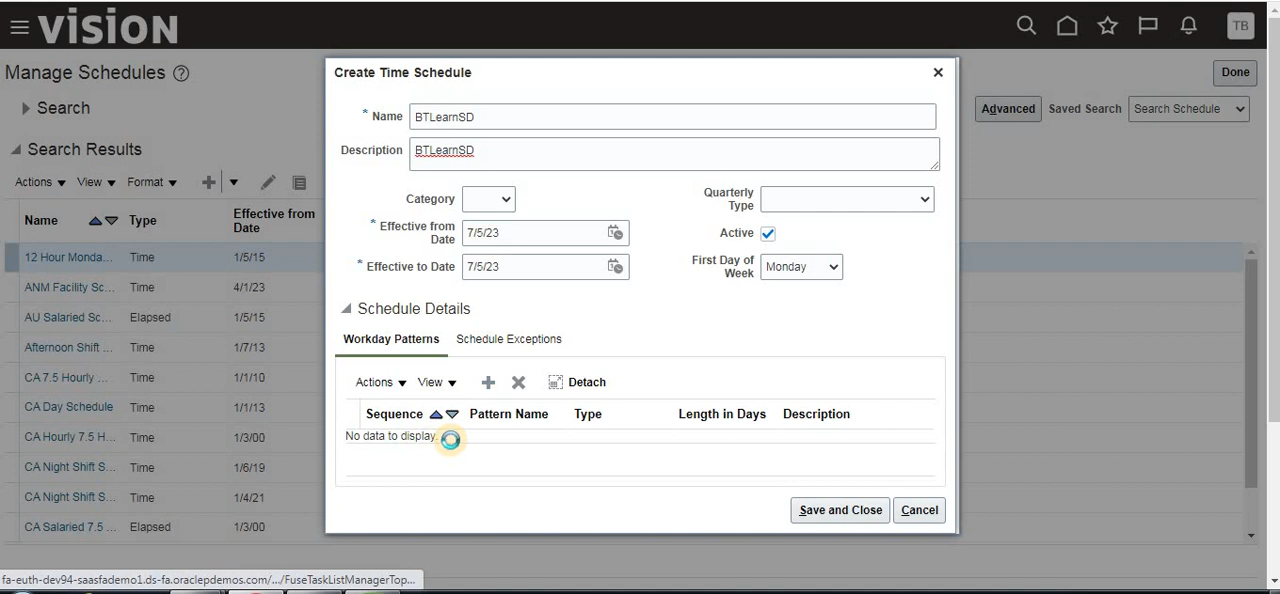 VISION
TB
Manage Schedules ?
Done
Search
Advanced Saved Search Search Schedule
Search Results
Actions View Format
Name Type Effective from Date
12 Hour Monda... Time 1/5/15
ANM Facility Sc... Time 4/1/23
AU Salaried Sc... Elapsed 1/5/15
Afternoon Shift ... Time 1/7/13
CA 7.5 Hourly ... Time 1/1/10
CA Day Schedule Time 1/1/13
CA Hourly 7.5 H... Time 1/3/00
CA Night Shift S... Time 1/6/19
CA Night Shift S... Time 1/4/21
CA Salaried 7.5 ... Elapsed 1/3/00
Create Time Schedule
* Name BTLearnSD
Description BTLearnSD
Category
Quarterly Type
* Effective from Date 7/5/23
Active
* Effective to Date 7/5/23
First Day of Week Monday
Schedule Details
Workday Patterns Schedule Exceptions
Actions View Detach
Sequence Pattern Name Type Length in Days Description
No data to display.
Save and Close Cancel
fa-euth-dev94-saasfademo1.ds-fa.oraclepdemos.com/.../FuseTaskListManagerTop...